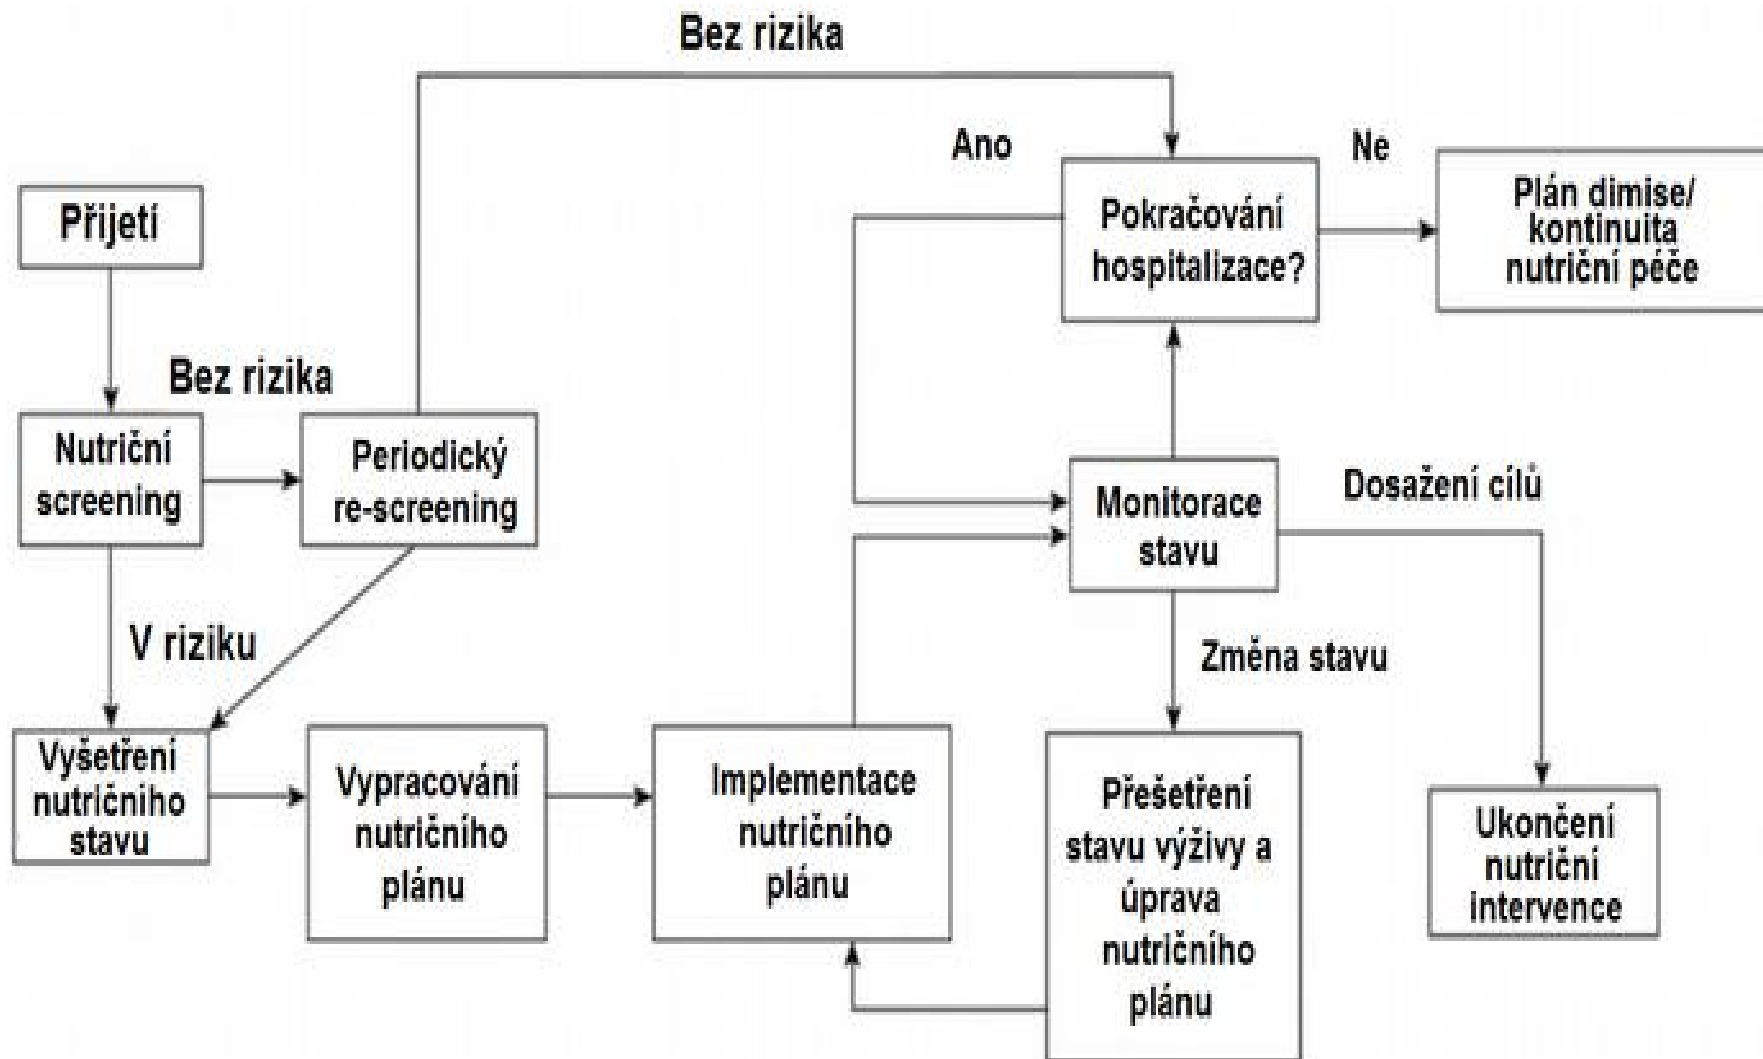 Bez rizika
Ano
Ne
Přijetí
Pokračování
hospitalizace?
Plán dimise/
kontinuita
nutriční péče
Bez rizika
Nutriční
screening
Periodický
re-screening
Monitorace
stavu
Dosažení cílů
V riziku
Změna stavu
Vyšetření
nutričního
stavu
Vypracování
nutričního
plánu
Implementace
nutričního
plánu
Přešetření
stavu výživy a
úprava
nutričního
plánu
Ukončení
nutriční
intervence